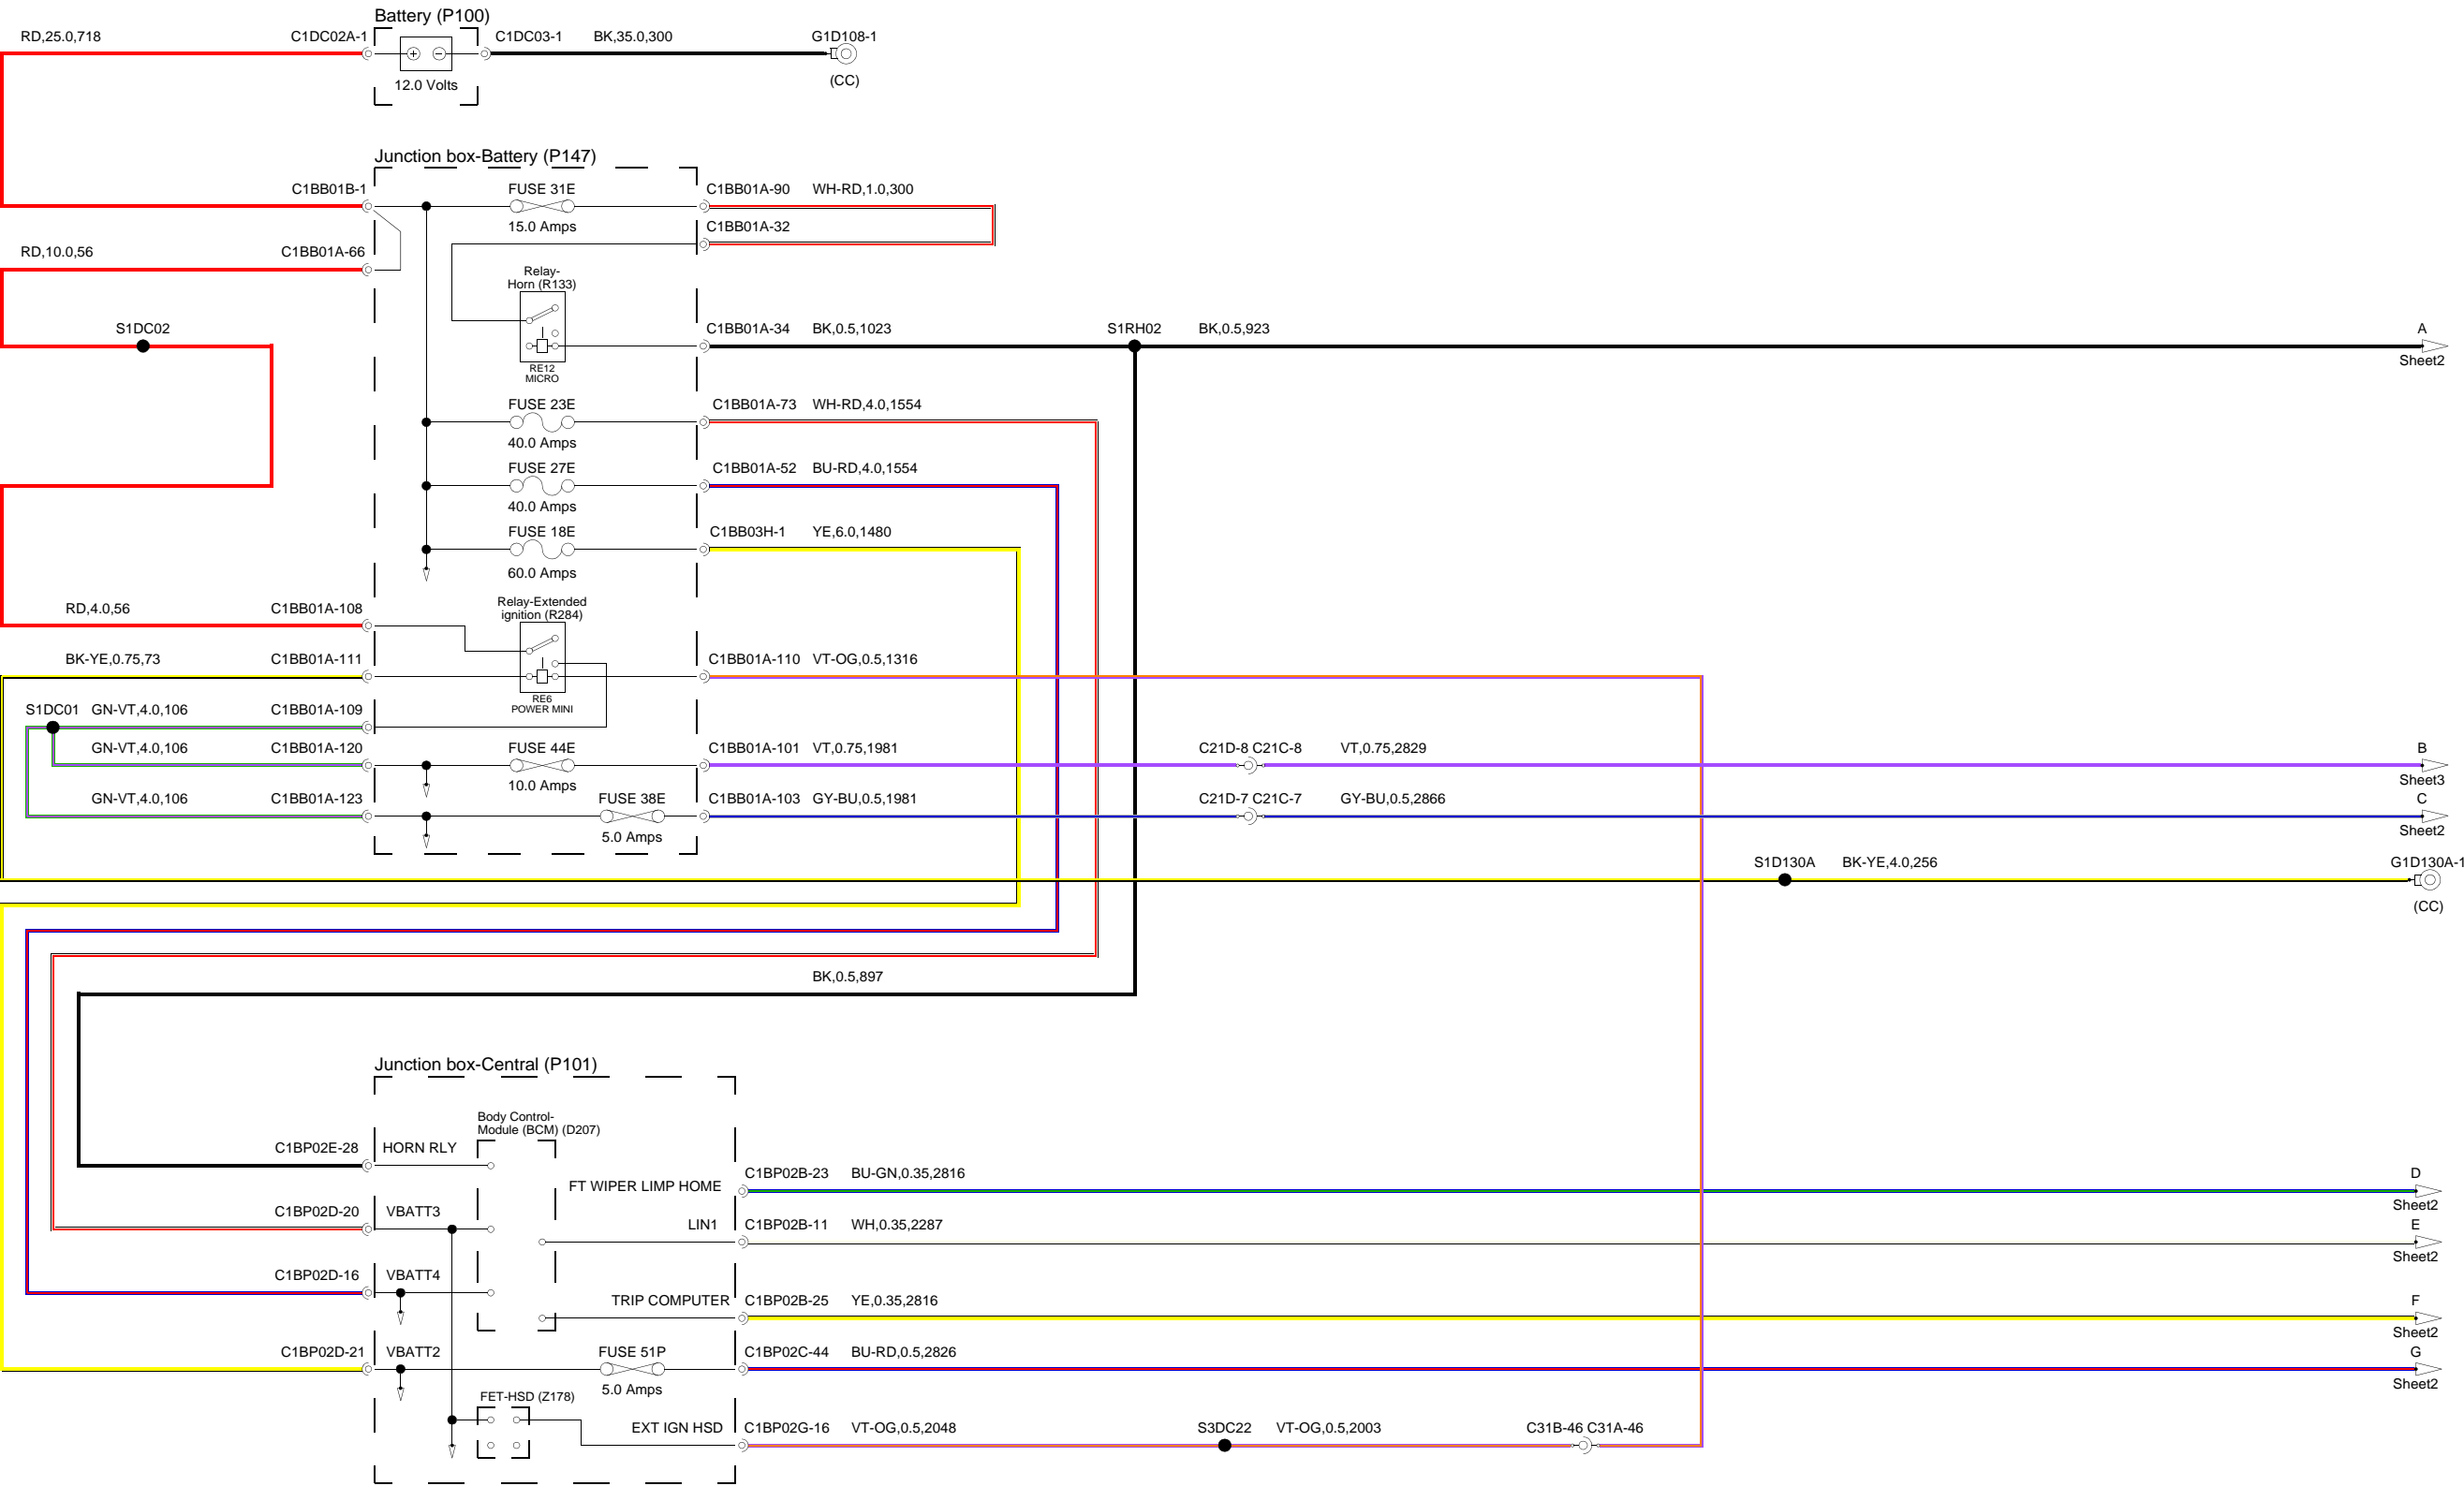 Battery (P100)
RD,25.0,718
C1DC02A-1
C1DC03-1
BK,35.0,300
G1D108-1
12.0 Volts
(CC)
Junction box-Battery (P147)
C1BB01B-1
FUSE 31E
C1BB01A-90
WH-RD,1.0,300
15.0 Amps
C1BB01A-32
RD,10.0,56
C1BB01A-66
Relay-
Horn (R133)
S1DC02
C1BB01A-34
BK,0.5,1023
S1RH02
BK,0.5,923
A
Sheet2
RE12
MICRO
FUSE 23E
C1BB01A-73
WH-RD,4.0,1554
40.0 Amps
FUSE 27E
C1BB01A-52
BU-RD,4.0,1554
40.0 Amps
FUSE 18E
C1BB03H-1
YE,6.0,1480
60.0 Amps
Relay-Extended
ignition (R284)
RD,4.0,56
C1BB01A-108
BK-YE,0.75,73
C1BB01A-111
C1BB01A-110
VT-OG,0.5,1316
RE6
POWER MINI
S1DC01
GN-VT,4.0,106
C1BB01A-109
GN-VT,4.0,106
C1BB01A-120
FUSE 44E
C1BB01A-101
VT,0.75,1981
C21D-8 C21C-8
VT,0.75,2829
B
Sheet3
10.0 Amps
GN-VT,4.0,106
C1BB01A-123
FUSE 38E
C1BB01A-103
GY-BU,0.5,1981
C21D-7 C21C-7
GY-BU,0.5,2866
C
Sheet2
5.0 Amps
S1D130A
BK-YE,4.0,256
G1D130A-1
(CC)
BK,0.5,897
Junction box-Central (P101)
Body Control-
Module (BCM) (D207)
C1BP02E-28
HORN RLY
FT WIPER LIMP HOME
C1BP02B-23
BU-GN,0.35,2816
D
Sheet2
C1BP02D-20
VBATT3
LIN1
C1BP02B-11
WH,0.35,2287
E
Sheet2
C1BP02D-16
VBATT4
TRIP COMPUTER
C1BP02B-25
YE,0.35,2816
F
Sheet2
C1BP02D-21
VBATT2
FUSE 51P
C1BP02C-44
BU-RD,0.5,2826
G
Sheet2
5.0 Amps
FET-HSD (Z178)
EXT IGN HSD
C1BP02G-16
VT-OG,0.5,2048
S3DC22
VT-OG,0.5,2003
C31B-46 C31A-46